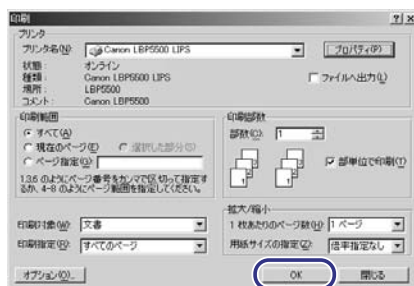 印刷
プリンタ
プリンタ名(N): Canon LBP5500 LIPS プロパティ(P)
状態: オンライン
種類: Canon LBP5500 LIPS ファイルへ出力(L)
場所: LBP5500
コメント: Canon LBP5500
印刷範囲
すべて(A)
現在のページ(E) 選択した部分(S)
ページ指定(G)
1,3,6 のようにページ番号をカンマで区切って指定するか、4-8 のようにページ範囲を指定してください。
印刷部数
部数(C): 1
部単位で印刷(T)
印刷対象(W): 文書
印刷指定(R): すべてのページ
拡大/縮小
1 枚あたりのページ数(H): 1 ページ
用紙サイズの指定(Z): 倍率指定なし
オプション(O)... OK 閉じる